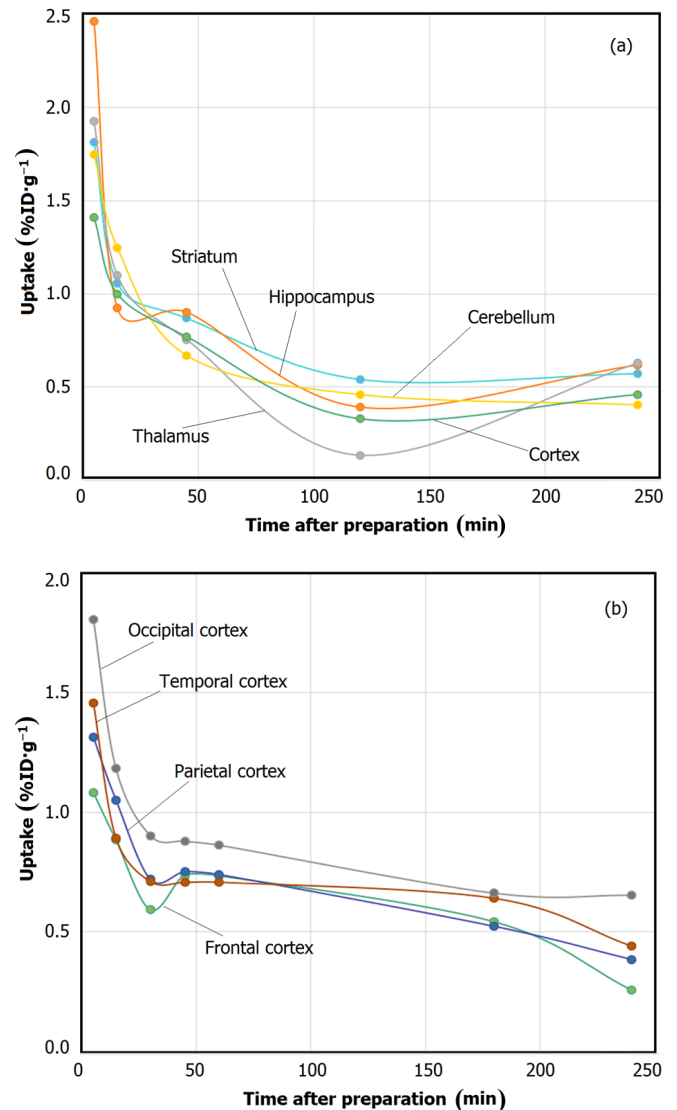 2.5
(a)
2.0
Uptake (%ID·g⁻¹)
1.5
Striatum
1.0
Hippocampus
Cerebellum
0.5
Thalamus
Cortex
0.0
0 50 100 150 200 250
Time after preparation (min)
2.0
(b)
Occipital cortex
Temporal cortex
1.5
Parietal cortex
Uptake (%ID·g⁻¹)
1.0
0.5
Frontal cortex
0.0
0 50 100 150 200 250
Time after preparation (min)